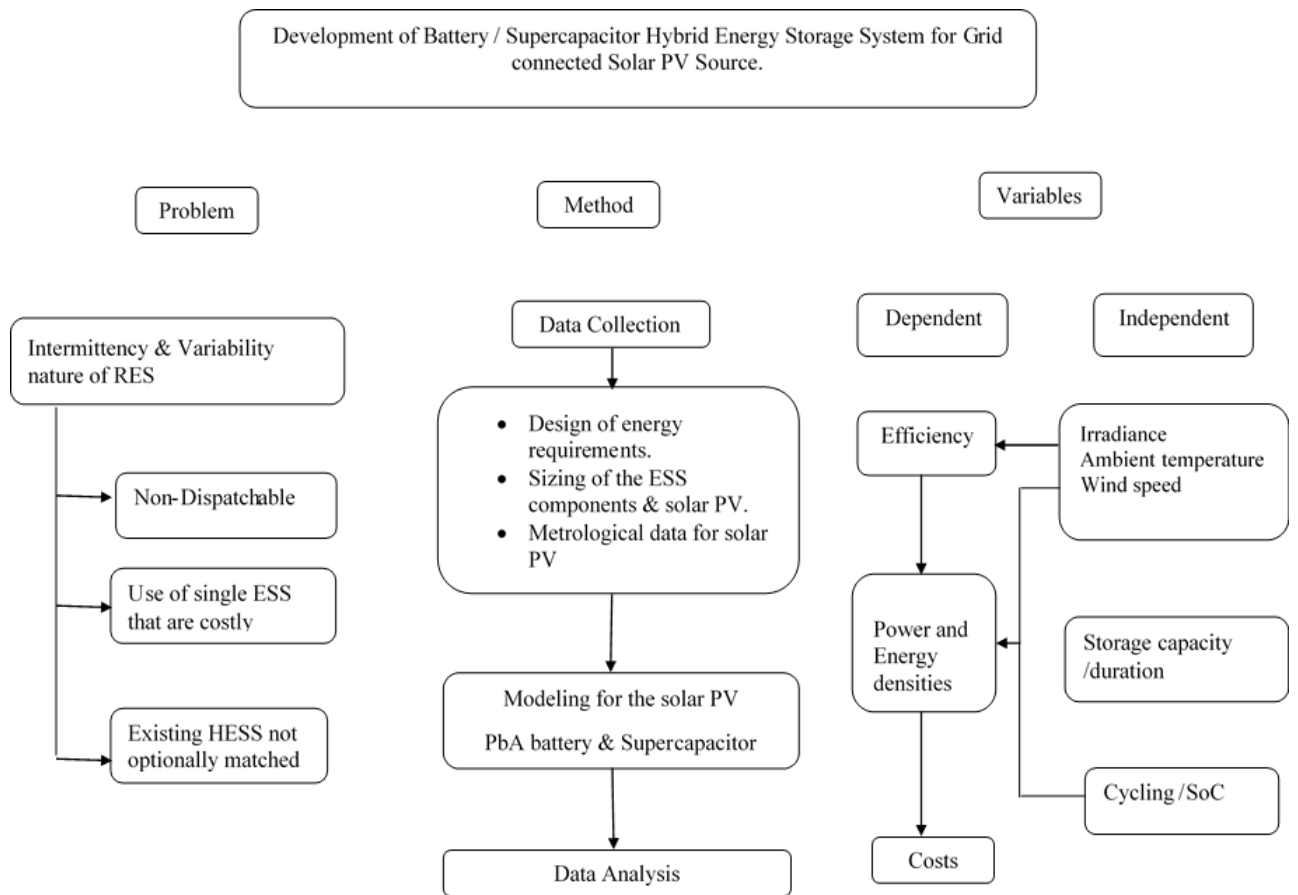 Development of Battery / Supercapacitor Hybrid Energy Storage System for Grid
connected Solar PV Source.
Problem
Method
Variables
Intermittency & Variability
nature of RES
Non-Dispatchable
Use of single ESS
that are costly
Existing HESS not
optionally matched
Data Collection
• Design of energy
requirements.
• Sizing of the ESS
components & solar PV.
• Metrological data for solar
PV
Modeling for the solar PV
PbA battery & Supercapacitor
Data Analysis
Dependent
Independent
Efficiency
Irradiance
Ambient temperature
Wind speed
Power and
Energy
densities
Storage capacity
/duration
Cycling /SoC
Costs